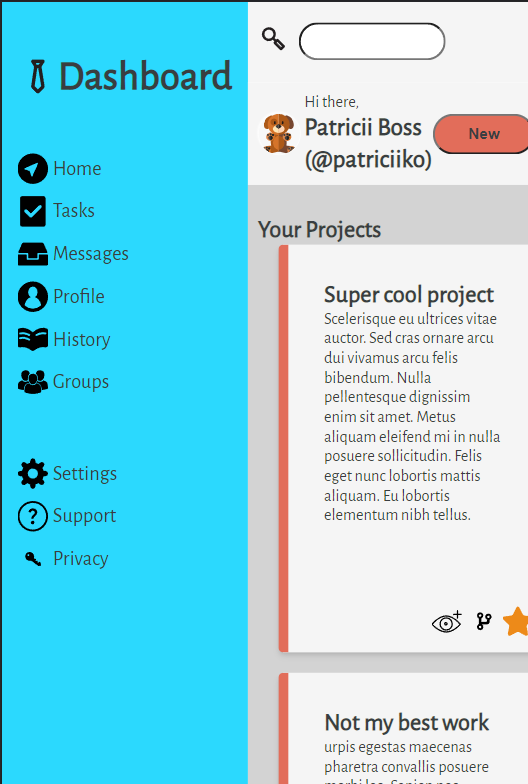 Dashboard
Home
Tasks
Messages
Profile
History
Groups
Settings
Support
Privacy
Hi there,
Patricii Boss
(@patriciiko)
New
Your Projects
Super cool project
Scelerisque eu ultrices vitae
auctor. Sed cras ornare arcu
dui vivamus arcu felis
bibendum. Nulla
pellentesque dignissim
enim sit amet. Metus
aliquam eleifend mi in nulla
posuere sollicitudin. Felis
eget nunc lobortis mattis
aliquam. Eu lobortis
elementum nibh tellus.
Not my best work
urpis egestas maecenas
pharetra convallis posuere